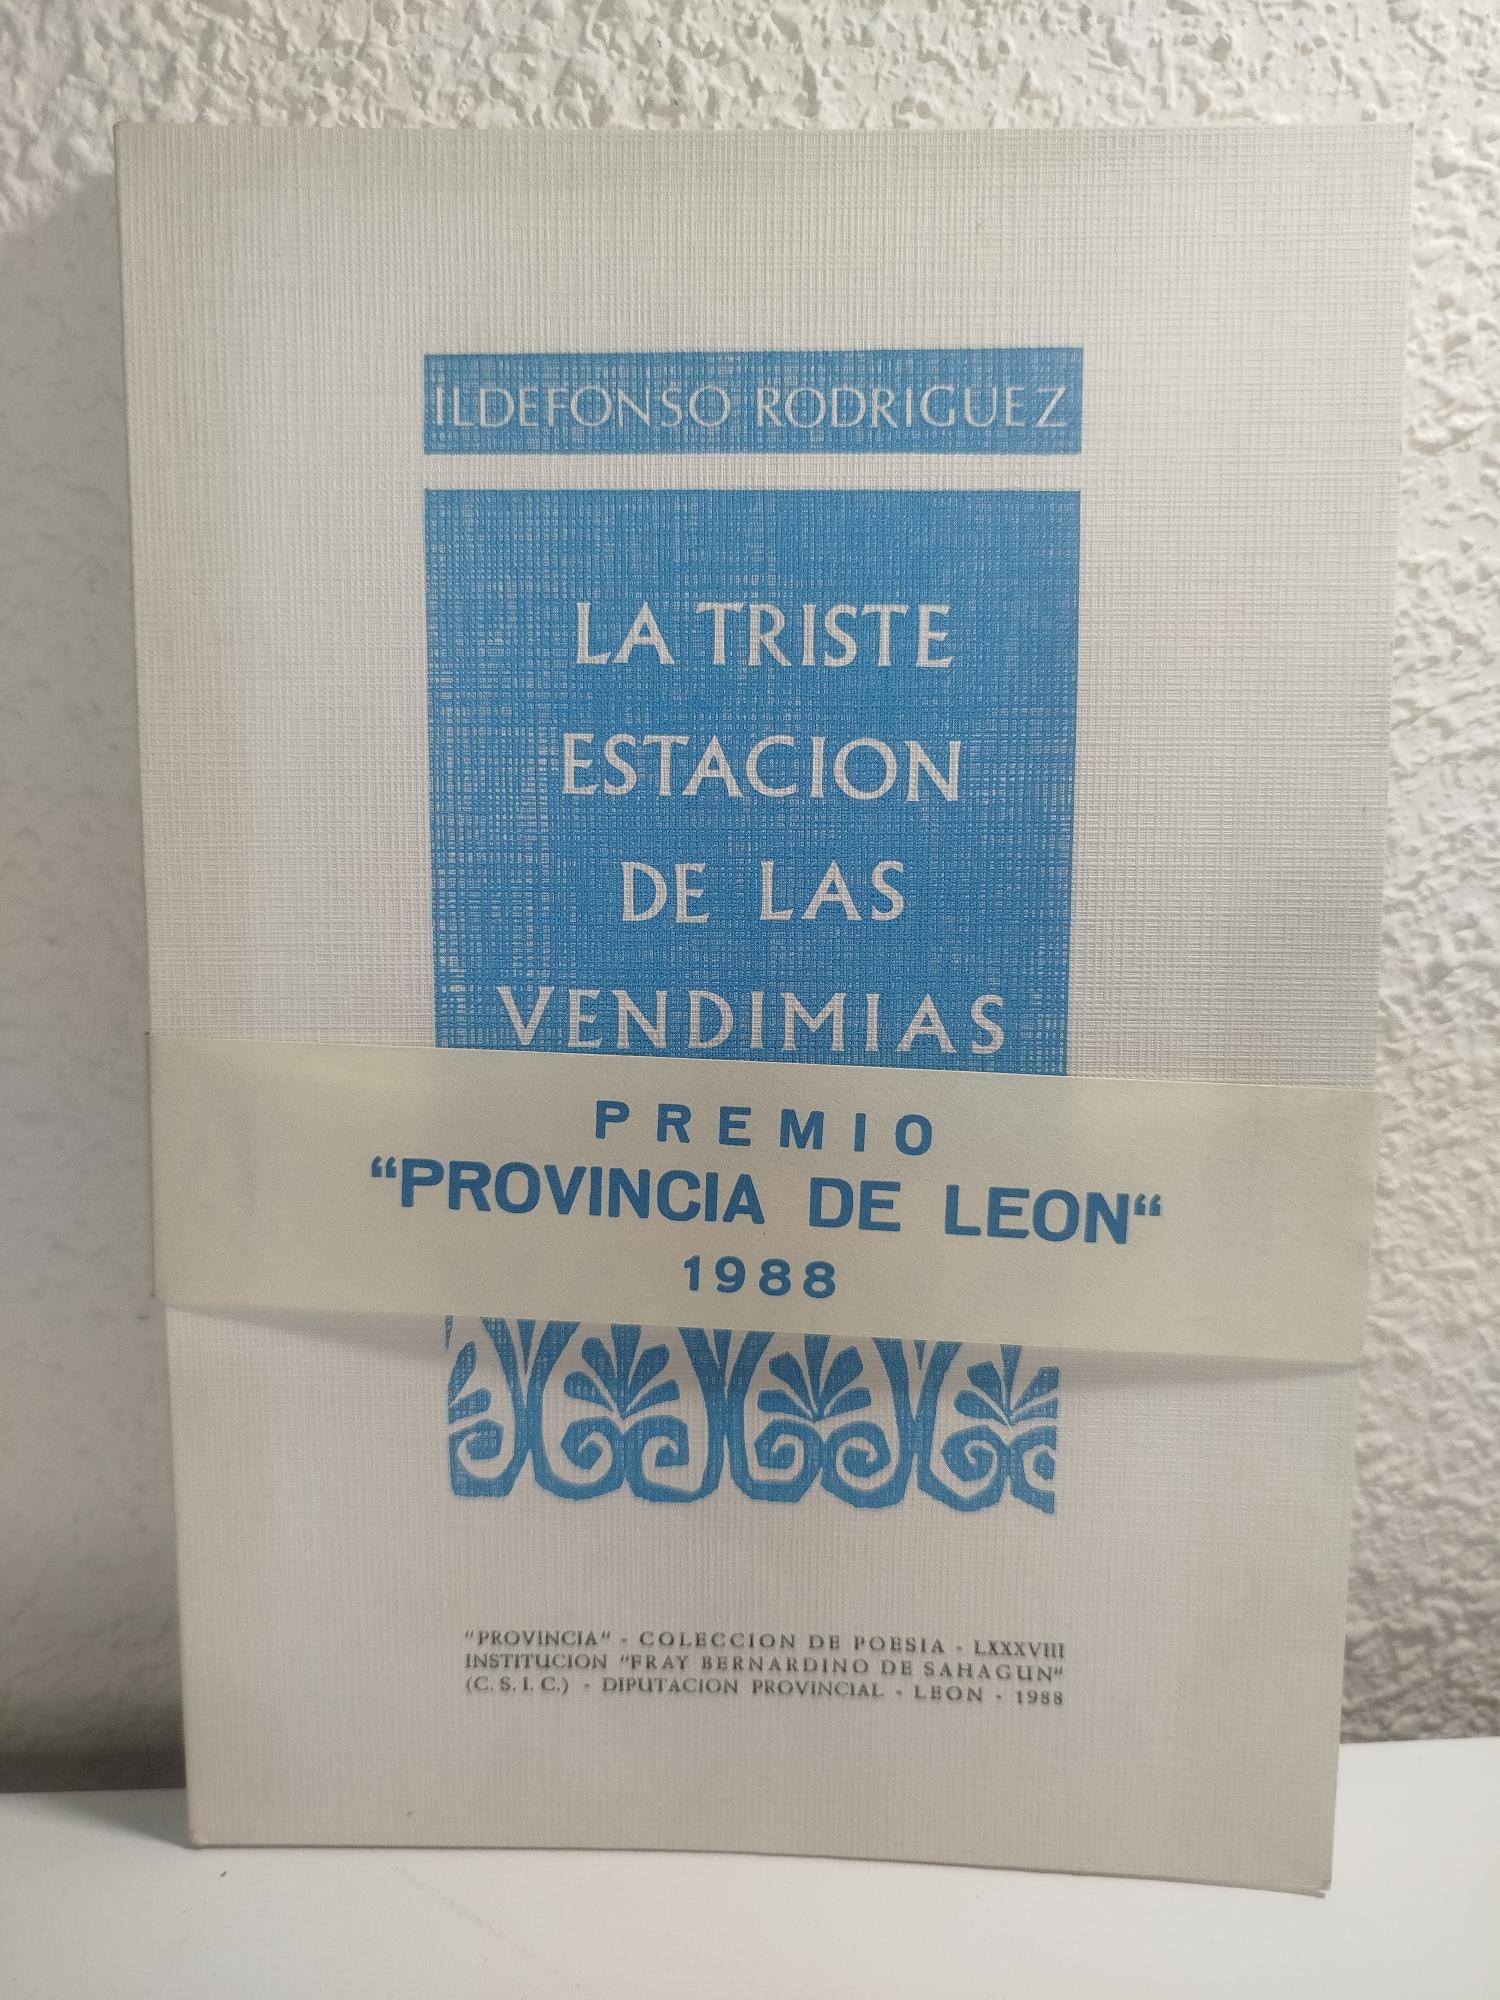 ILDEFONSO RODRIGUEZ
LA TRISTE
ESTACION
DE LAS
VENDIMIAS
PREMIO
“PROVINCIA DE LEON“
1988
“PROVINCIA“ - COLECCION DE POESIA - LXXXVIII
INSTITUCION “FRAY BERNARDINO DE SAHAGUN“
(C. S. I. C.) - DIPUTACION PROVINCIAL - LEON - 1988